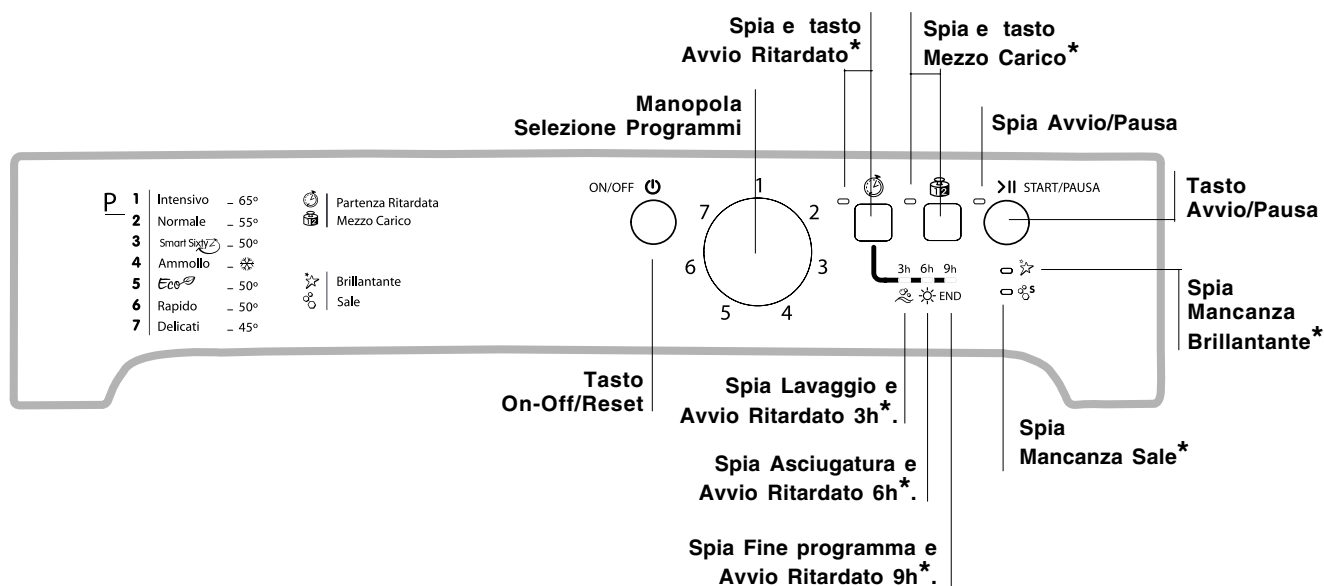 Spia e tasto
Avvio Ritardato*
Spia e tasto
Mezzo Carico*
Manopola
Selezione Programmi
Spia Avvio/Pausa
P
1 Intensivo - 65°
2 Normale - 55°
3 Smart Sixty - 50°
4 Ammollo -
5 Eco - 50°
6 Rapido - 50°
7 Delicati - 45°
Partenza Ritardata
Mezzo Carico
Brillantante
Sale
ON/OFF
1
2
3
4
5
6
7
START/PAUSA
3h 6h 9h
END
S
Tasto
Avvio/Pausa
Spia
Mancanza
Brillantante*
Tasto
On-Off/Reset
Spia Lavaggio e
Avvio Ritardato 3h*.
Spia
Mancanza Sale*
Spia Asciugatura e
Avvio Ritardato 6h*.
Spia Fine programma e
Avvio Ritardato 9h*.